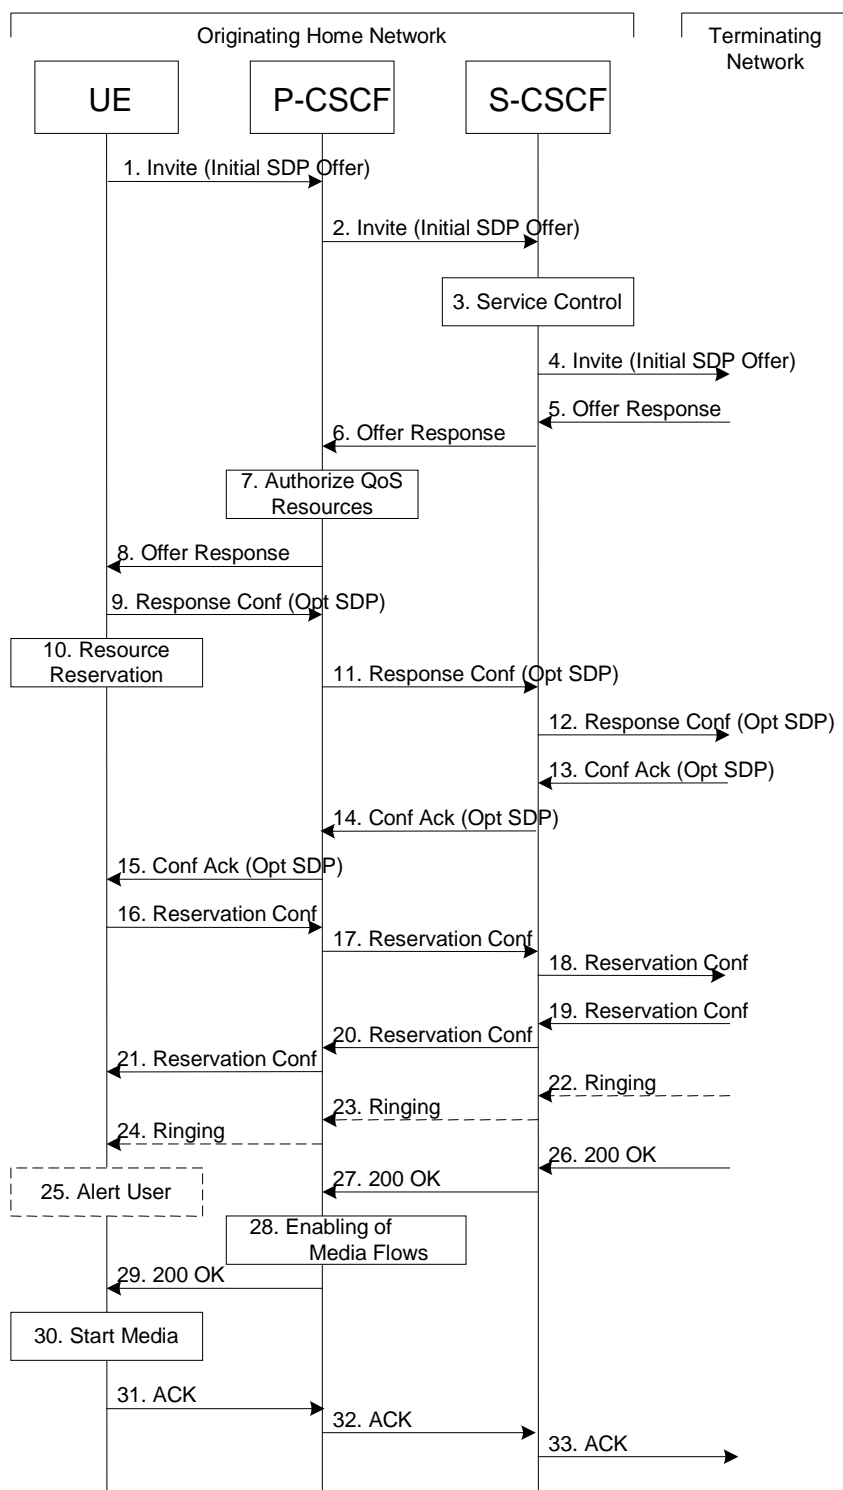 Originating Home Network
Terminating
Network
UE
P-CSCF
S-CSCF
1. Invite (Initial SDP Offer)
2. Invite (Initial SDP Offer)
3. Service Control
4. Invite (Initial SDP Offer)
5. Offer Response
6. Offer Response
7. Authorize QoS
Resources
8. Offer Response
9. Response Conf (Opt SDP)
10. Resource
Reservation
11. Response Conf (Opt SDP)
12. Response Conf (Opt SDP)
13. Conf Ack (Opt SDP)
14. Conf Ack (Opt SDP)
15. Conf Ack (Opt SDP)
16. Reservation Conf
17. Reservation Conf
18. Reservation Conf
19. Reservation Conf
20. Reservation Conf
21. Reservation Conf
22. Ringing
23. Ringing
24. Ringing
25. Alert User
26. 200 OK
27. 200 OK
28. Enabling of
Media Flows
29. 200 OK
30. Start Media
31. ACK
32. ACK
33. ACK